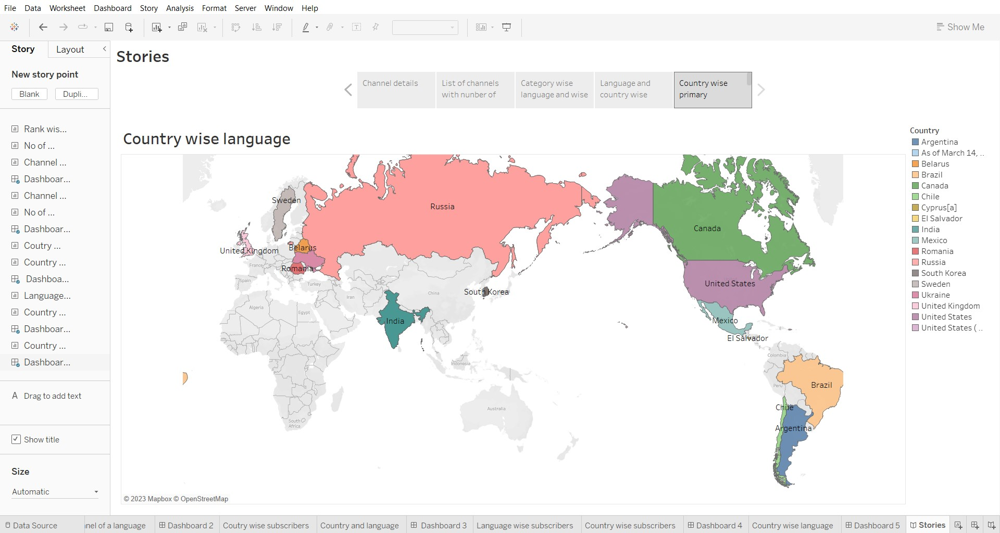 File Data Worksheet Dashboard Story Analysis Format Server Window Help
Show Me
Story Layout
New story point
Blank Dupli...
Rank wis...
No of ...
Channel ...
Dashboar...
Channel ...
No of ...
Dashboar...
Coutry ...
Country ...
Dashboa...
Language...
Country ...
Dashboar...
Country ...
Dashboar...
A Drag to add text
Show title
Size
Automatic
Stories
Channel details
List of channels
with nunber of
Category wise
language and wise
Language and
country wise
Country wise
primary
Country wise language
Sweden
Russia
Canada
United Kingdom
Belarus
France
Romania
Spain
Turkey
United States
South Korea
China
Iran
Algeria
Egypt
India
Mexico
El Salvador
Colombia
Indonesia
Brazil
Peru
Chile
Australia
South
Africa
Argentina
© 2023 Mapbox © OpenStreetMap
Country
Argentina
As of March 14, ..
Belarus
Brazil
Canada
Chile
Cyprus[a]
El Salvador
India
Mexico
Romania
Russia
South Korea
Sweden
Ukraine
United Kingdom
United States
United States ( ..
Data Source nnel of a language Dashboard 2 Coutry wise subscribers Country and language Dashboard 3 Language wise subscribers Country wise subscribers Dashboard 4 Country wise language Dashboard 5 Stories